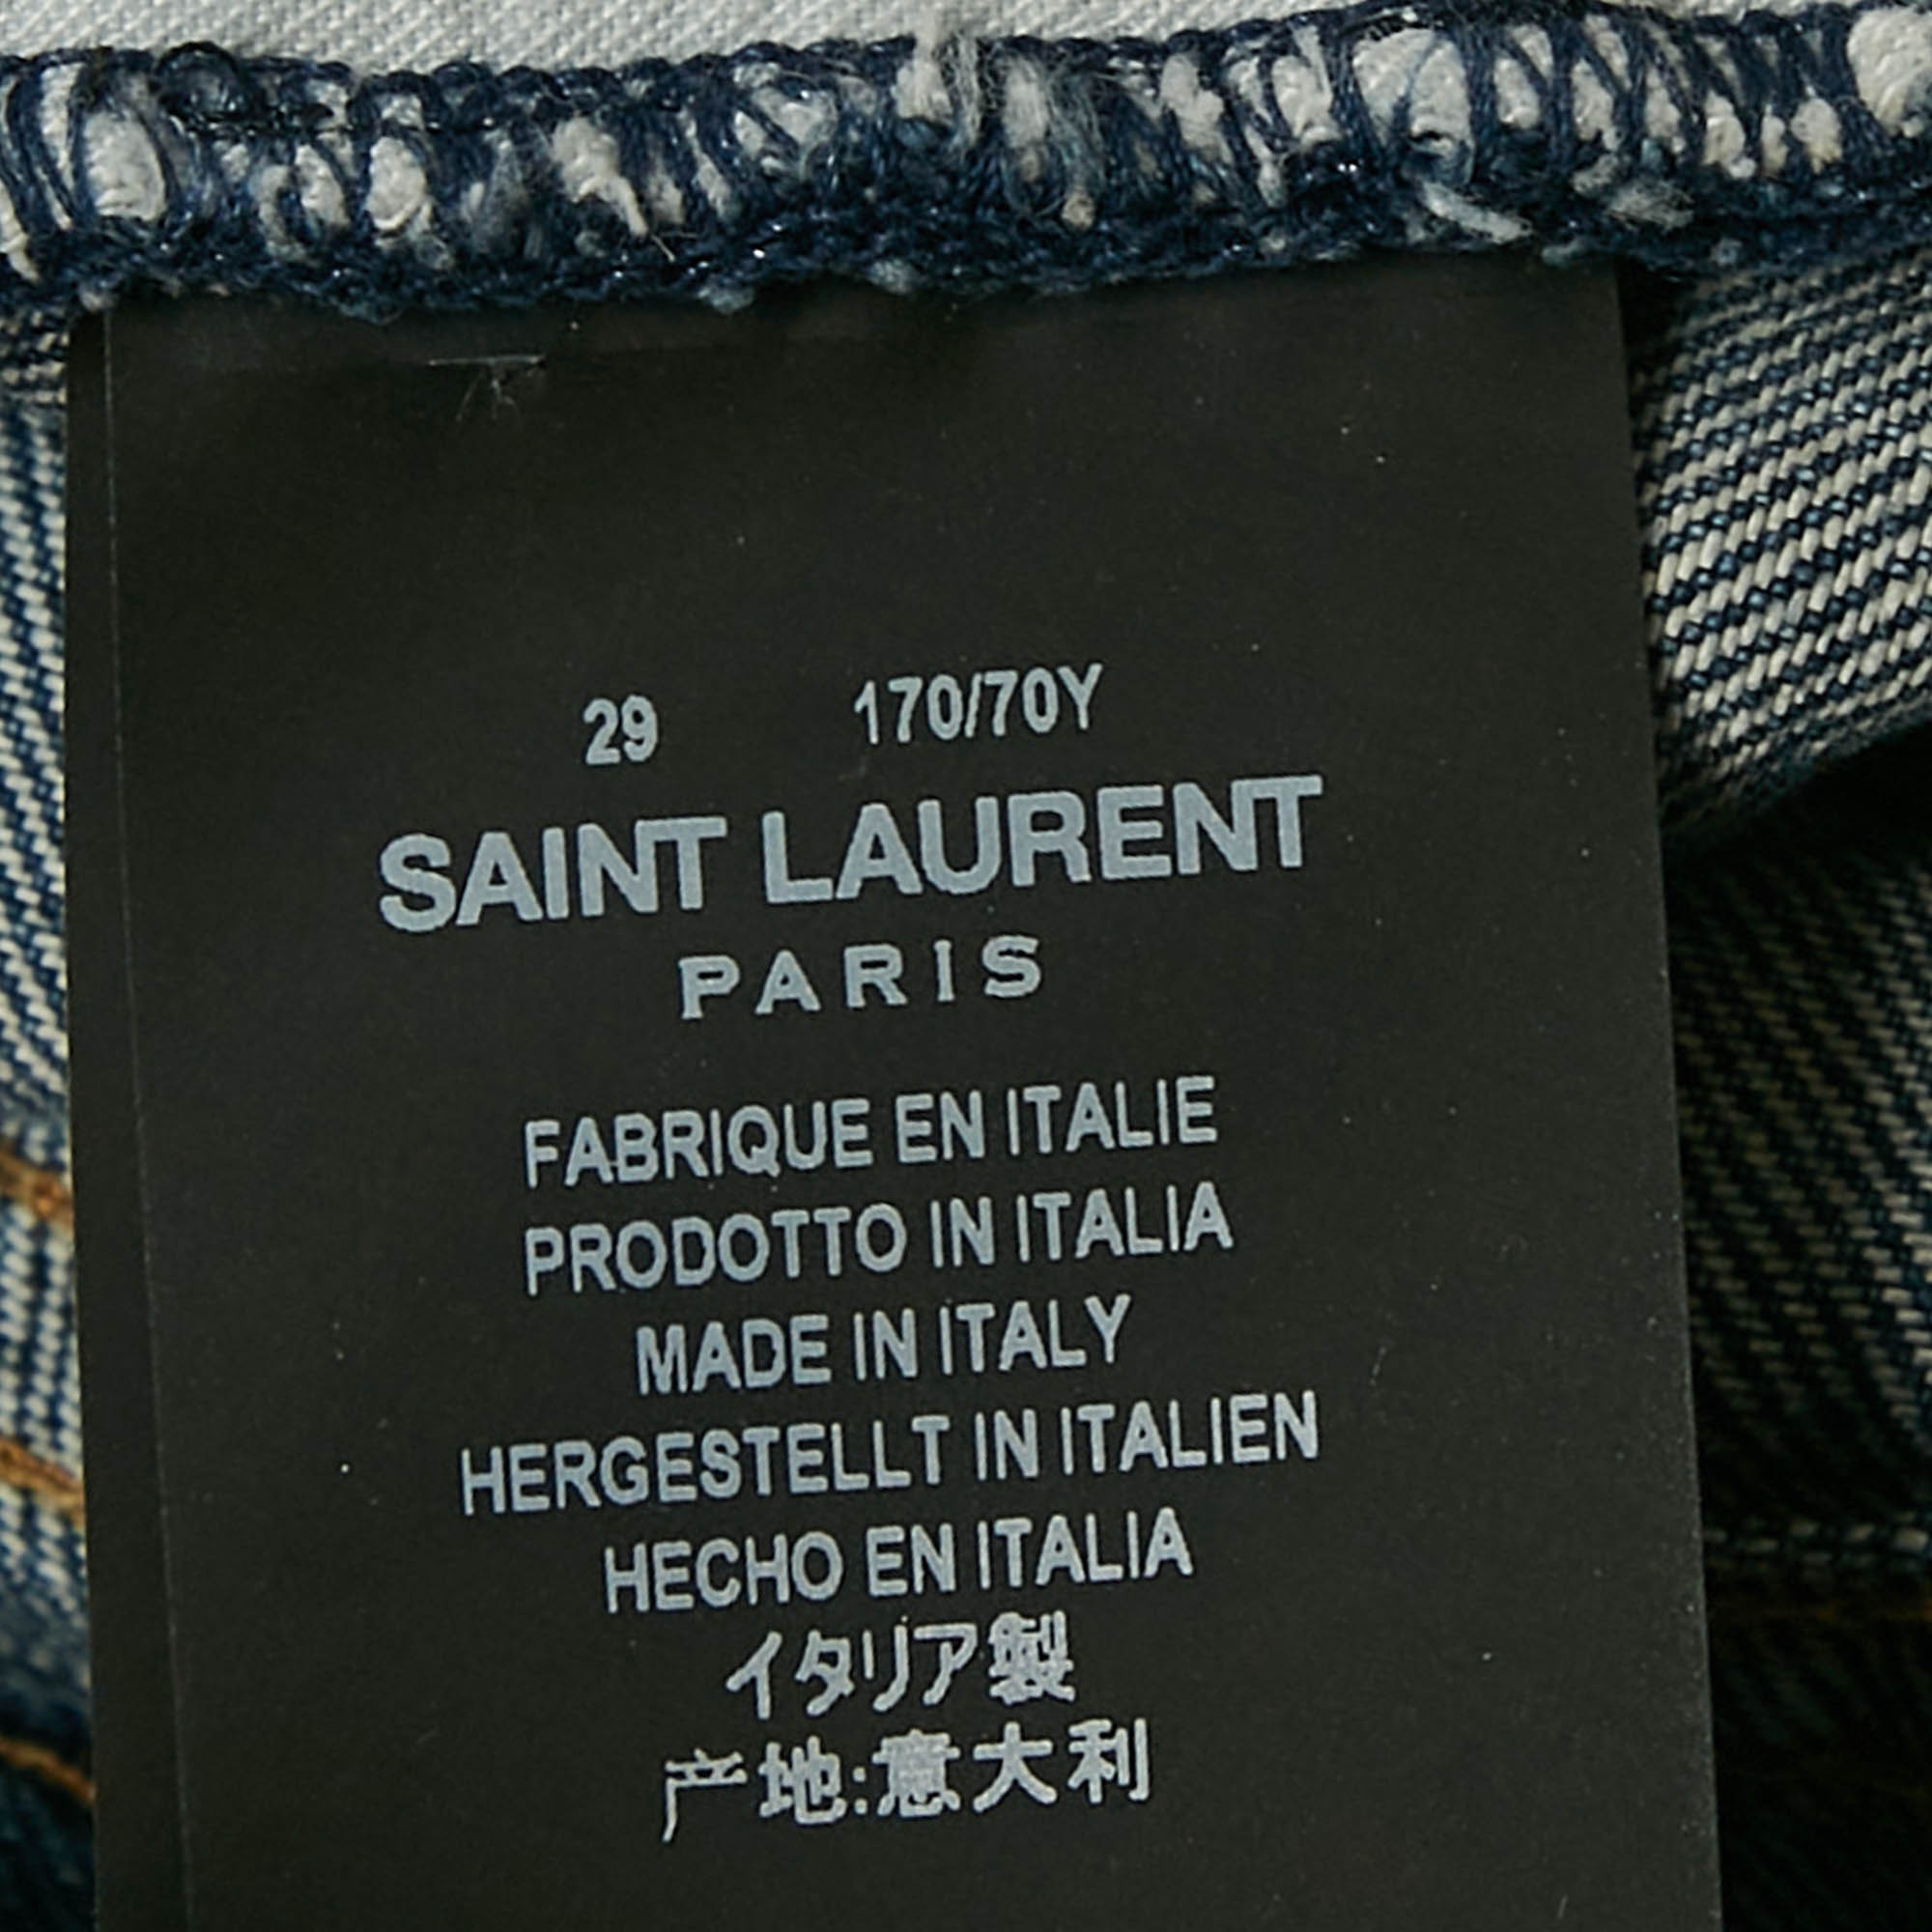 29 170/70Y
SAINT LAURENT
PARIS
FABRIQUE EN ITALIE
PRODOTTO IN ITALIA
MADE IN ITALY
HERGESTELLT IN ITALIEN
HECHO EN ITALIA
イタリア製
产地:意大利